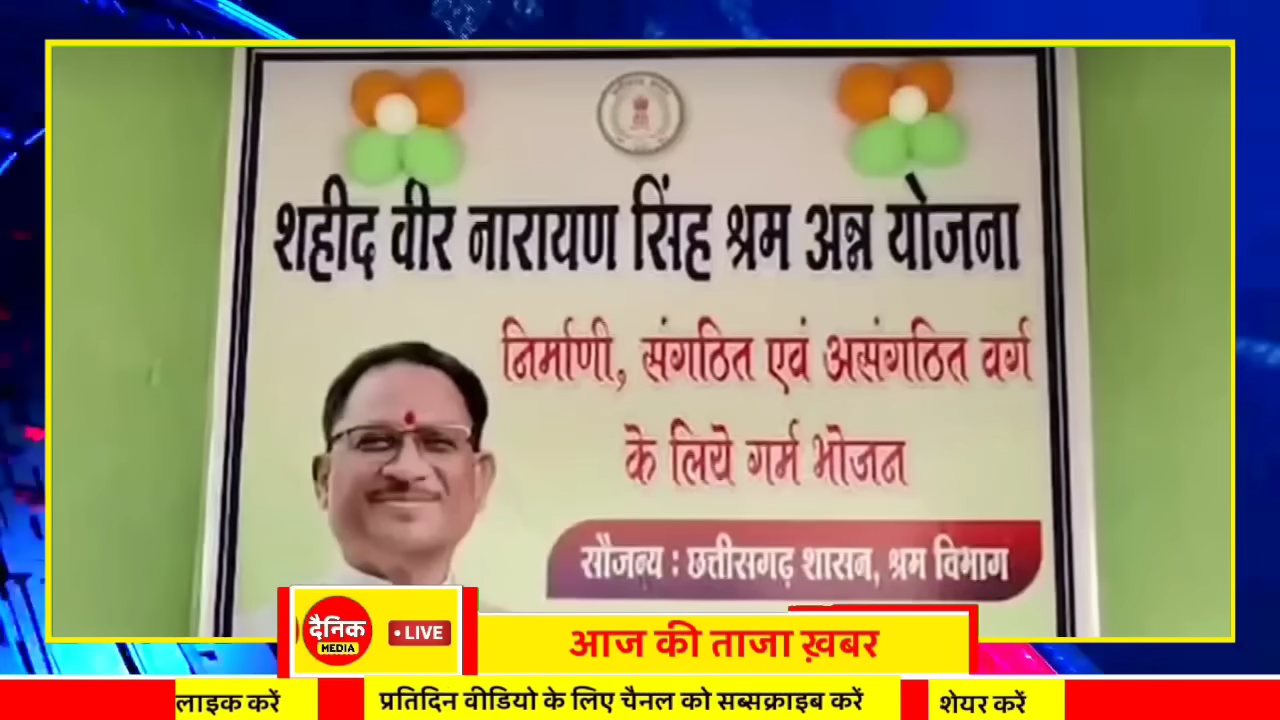 शहीद वीर नारायण सिंह श्रम अन्न योजना
निर्माणी, संगठित एवं असंगठित वर्ग
के लिये गर्म भोजन
सौजन्य : छत्तीसगढ़ शासन, श्रम विभाग
दैनिक
MEDIA
• LIVE
आज की ताजा ख़बर
लाइक करें
प्रतिदिन वीडियो के लिए चैनल को सब्सक्राइब करें
शेयर करें